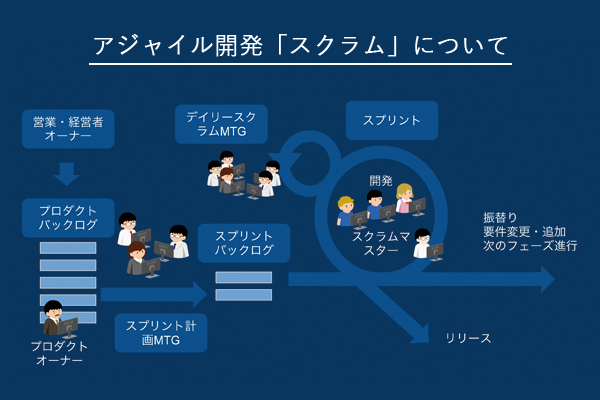 アジャイル開発「スクラム」について
営業・経営者
オーナー
デイリースク
ラムMTG
スプリント
開発
スクラムマ
スター
プロダクト
バックログ
スプリント
バックログ
振替り
要件変更・追加
次のフェーズ進行
スプリント計
画MTG
プロダクト
オーナー
リリース